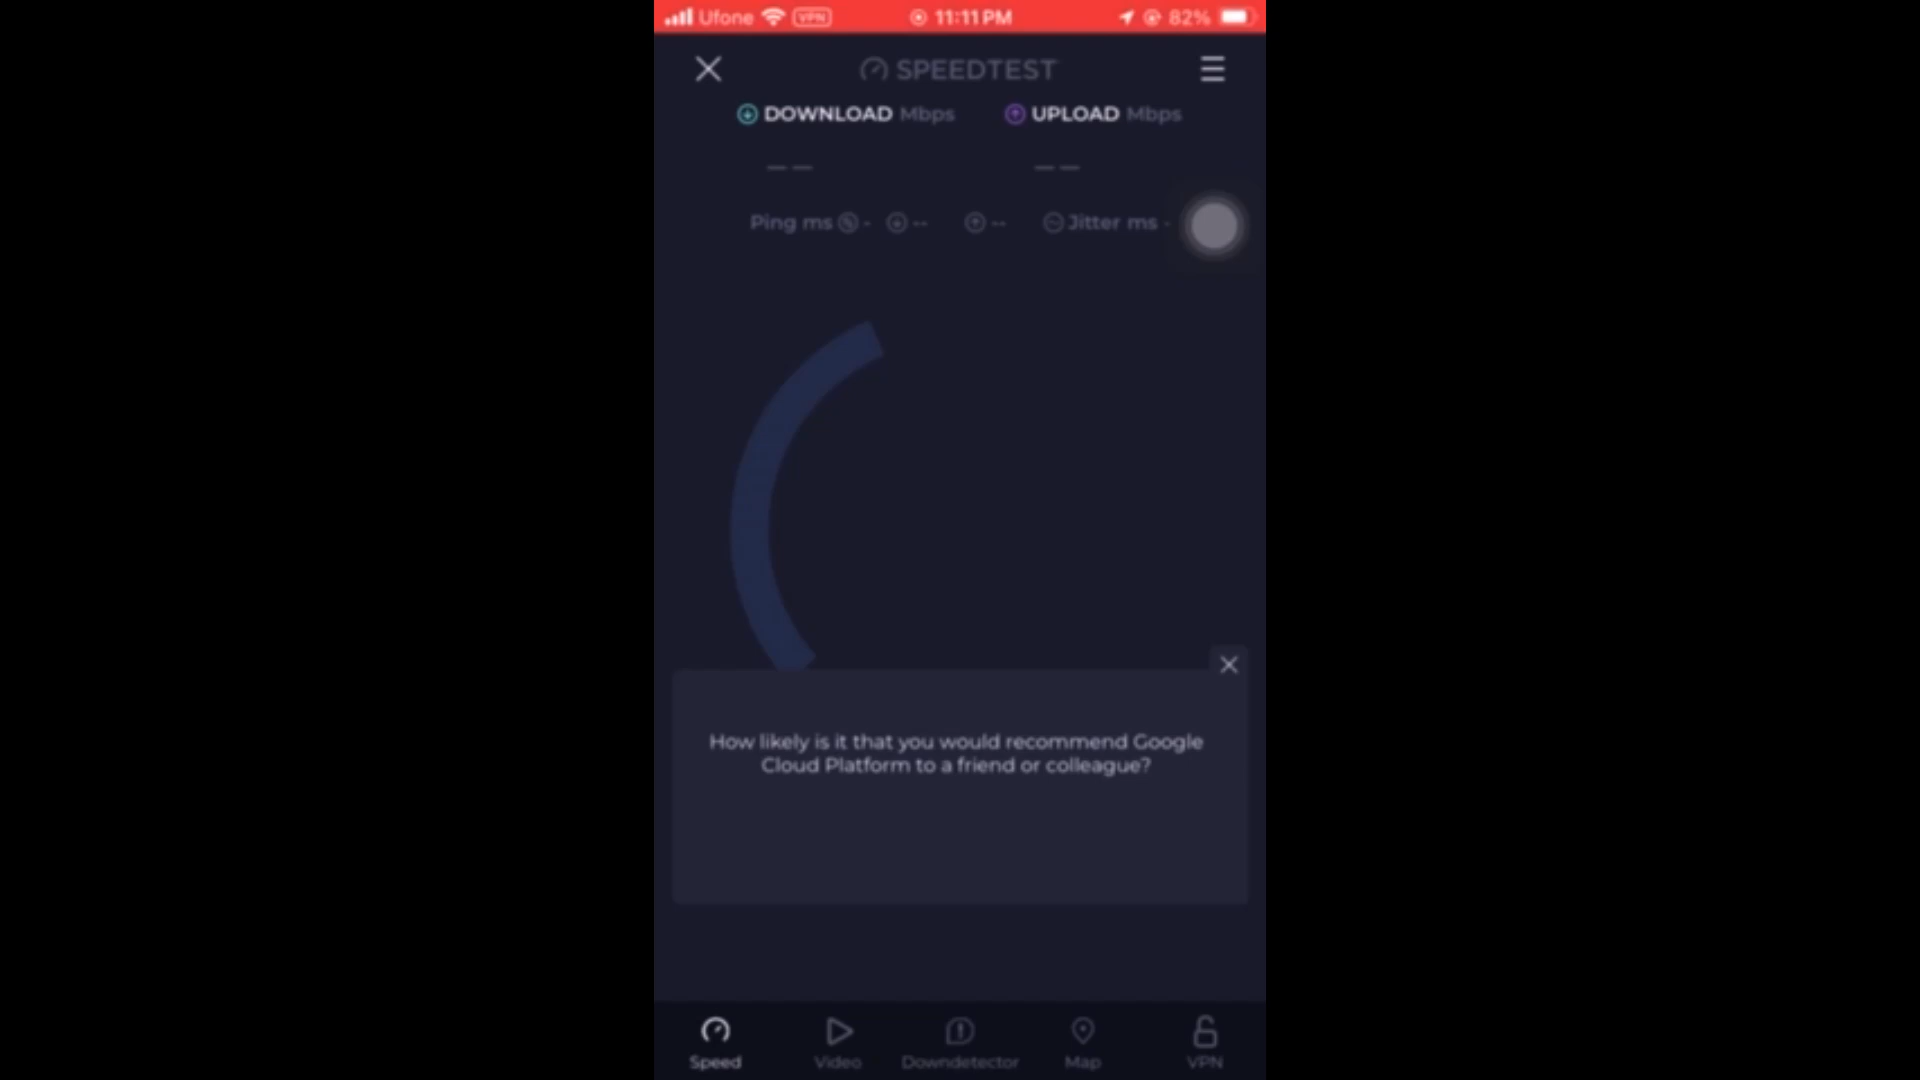 Ufone VPN 11:11 PM 82%
SPEEDTEST
DOWNLOAD Mbps UPLOAD Mbps
— — — —
Ping ms - -- -- Jitter ms -
How likely is it that you would recommend Google
Cloud Platform to a friend or colleague?
Speed Video Downdetector Map VPN